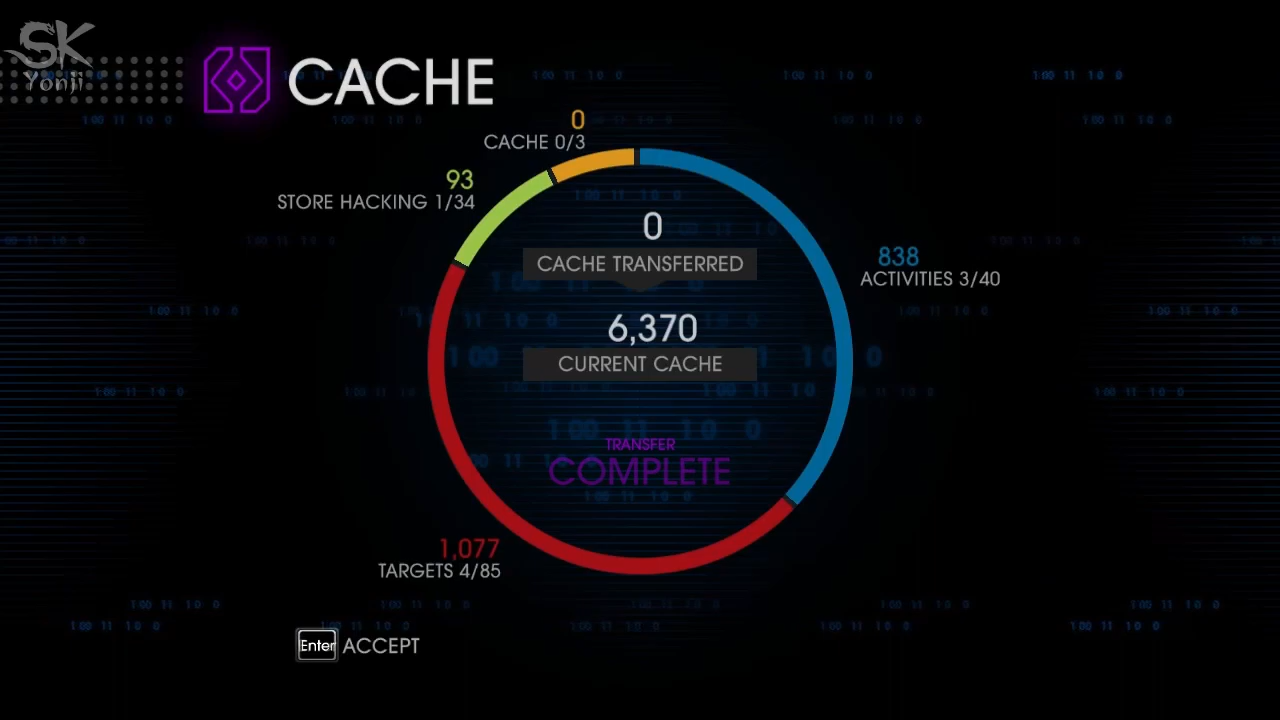 SK
Yonji
CACHE
0
CACHE 0/3
93
STORE HACKING 1/34
0
CACHE TRANSFERRED
838
ACTIVITIES 3/40
6,370
CURRENT CACHE
TRANSFER
COMPLETE
1,077
TARGETS 4/85
Enter ACCEPT